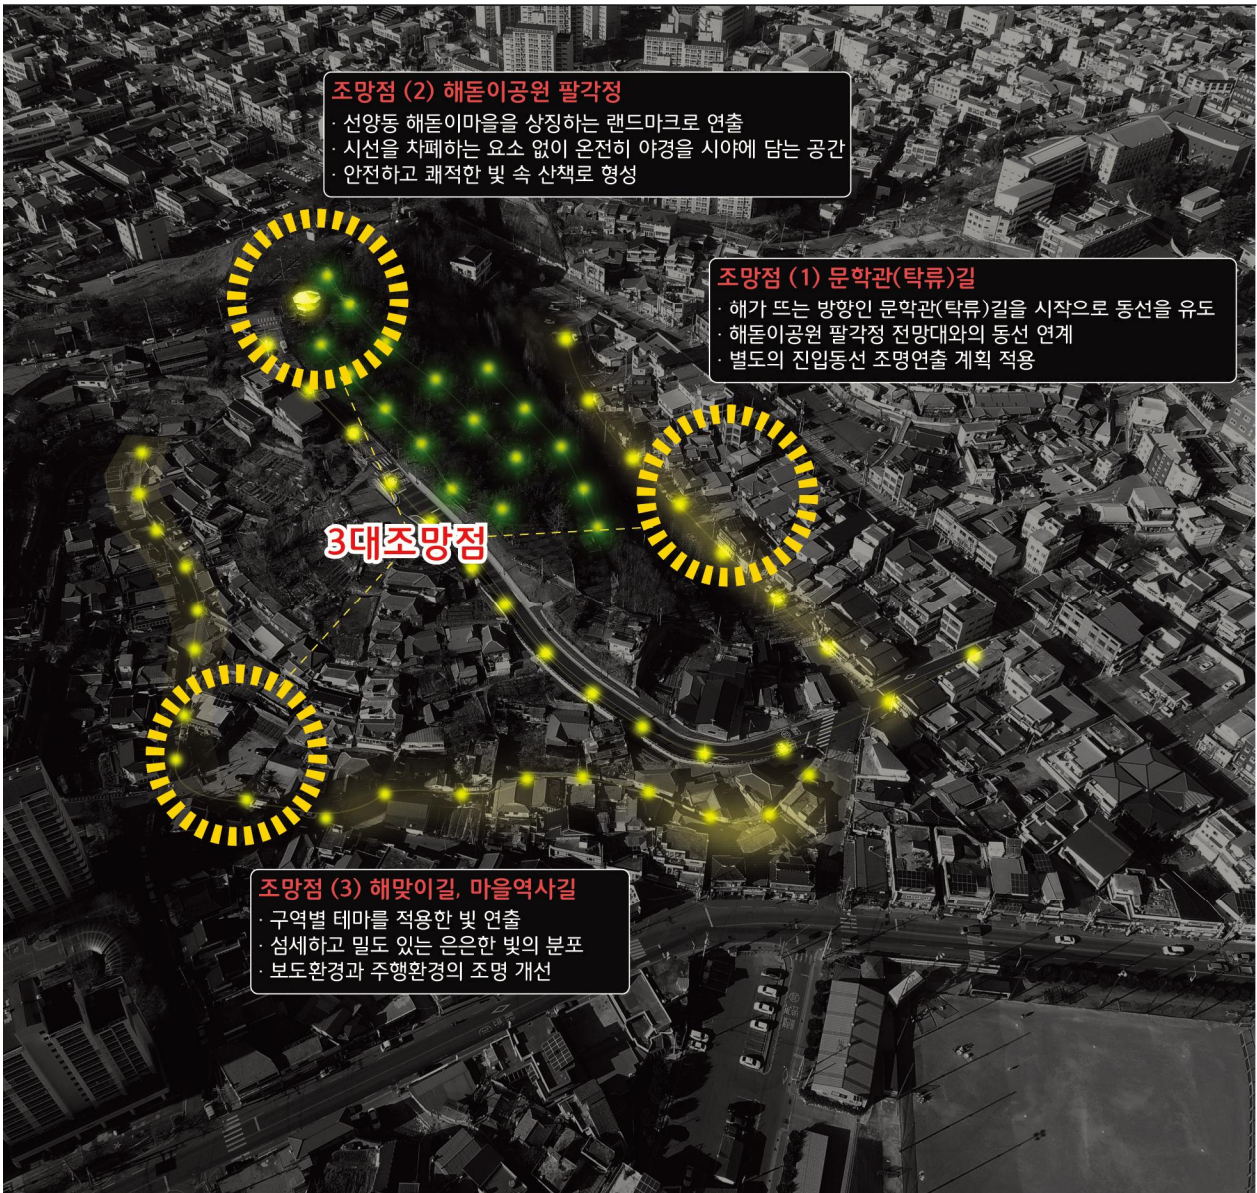 조망점 (2) 해돋이공원 팔각정
· 선양동 해돋이마을을 상징하는 랜드마크로 연출
· 시선을 차폐하는 요소 없이 온전히 야경을 시야에 담는 공간
· 안전하고 쾌적한 빛 속 산책로 형성
조망점 (1) 문학관(탁류)길
· 해가 뜨는 방향인 문학관(탁류)길을 시작으로 동선을 유도
· 해돋이공원 팔각정 전망대와의 동선 연계
· 별도의 진입동선 조명연출 계획 적용
3대조망점
조망점 (3) 해맞이길, 마을역사길
· 구역별 테마를 적용한 빛 연출
· 섬세하고 밀도 있는 은은한 빛의 분포
· 보도환경과 주행환경의 조명 개선